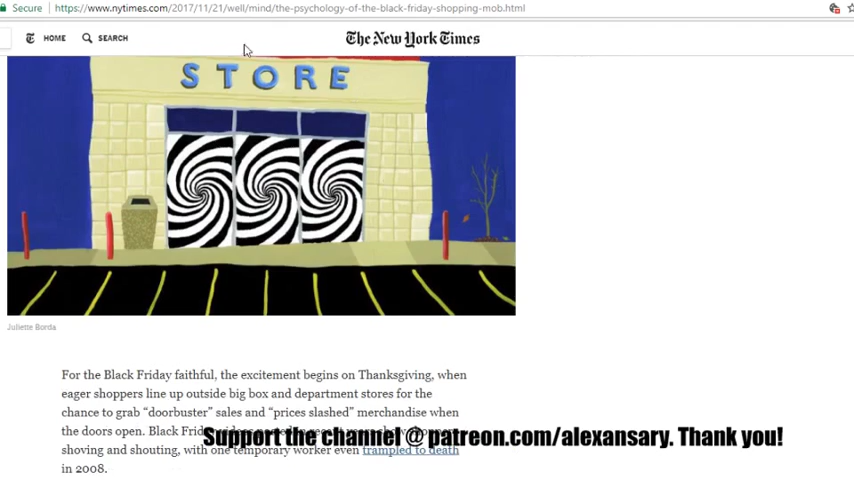 Secure https://www.nytimes.com/2017/11/21/well/mind/the-psychology-of-the-black-friday-shopping-mob.html
HOME SEARCH The New York Times
STORE
Juliette Borda
For the Black Friday faithful, the excitement begins on Thanksgiving, when
eager shoppers line up outside big box and department stores for the
chance to grab “doorbuster” sales and “prices slashed” merchandise when
the doors open. Black
Support the channel @patreon.com/alexansary. Thank you!
shoving and shouting, with one temporary worker even trampled to death
in 2008.